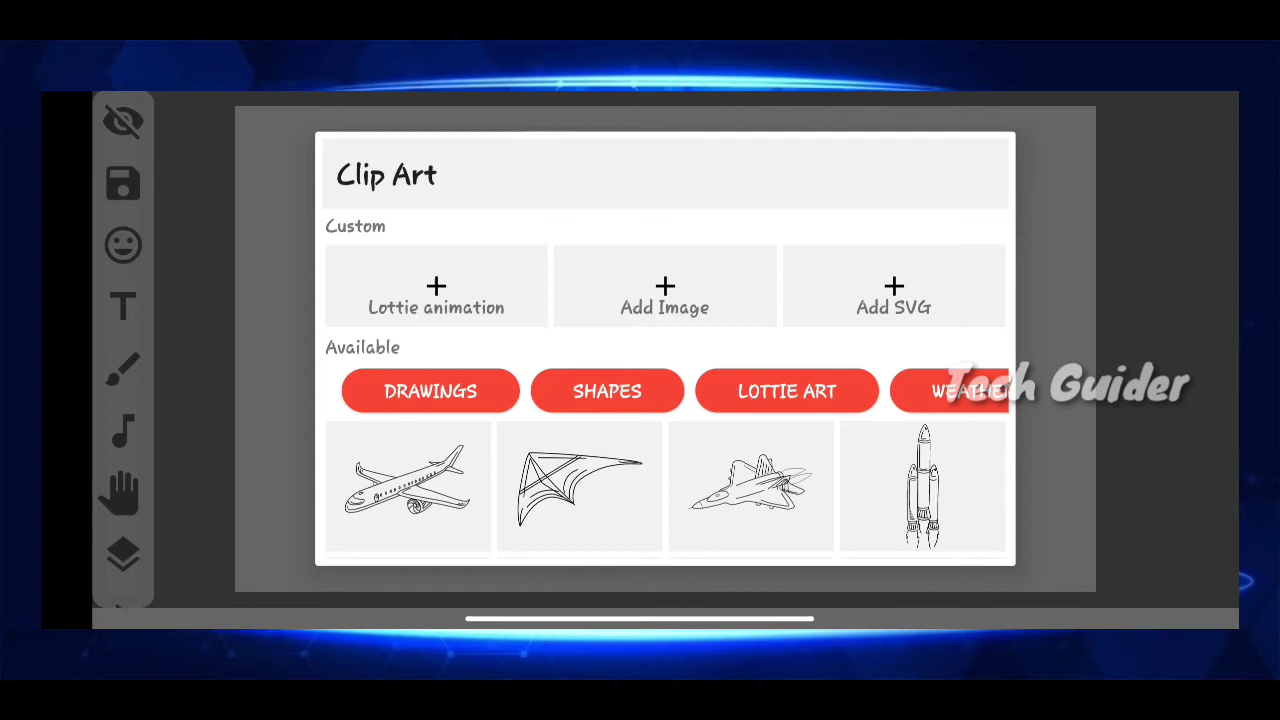 Clip Art
Custom
+ + +
Lottie animation Add Image Add SVG
Available
DRAWINGS SHAPES LOTTIE ART
Tech Guider
T